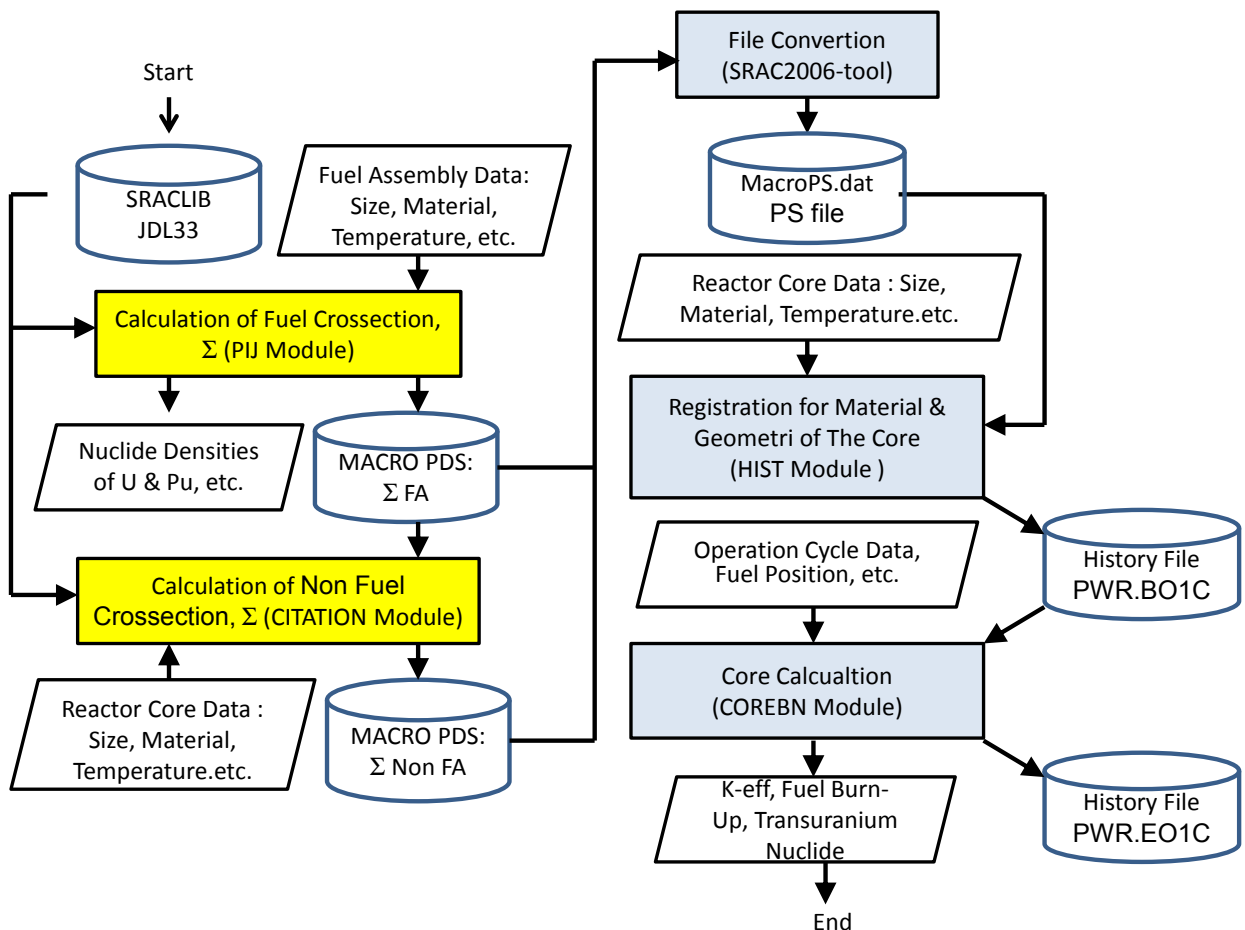 Start
SRACLIB
JDL33
Fuel Assembly Data:
Size, Material,
Temperature, etc.
Calculation of Fuel Crossection,
Σ (PIJ Module)
Nuclide Densities
of U & Pu, etc.
MACRO PDS:
Σ FA
Calculation of Non Fuel
Crossection, Σ (CITATION Module)
Reactor Core Data :
Size, Material,
Temperature.etc.
MACRO PDS:
Σ Non FA
File Convertion
(SRAC2006-tool)
MacroPS.dat
PS file
Reactor Core Data : Size,
Material, Temperature.etc.
Registration for Material &
Geometri of The Core
(HIST Module )
History File
PWR.BO1C
Operation Cycle Data,
Fuel Position, etc.
Core Calcualtion
(COREBN Module)
History File
PWR.EO1C
K-eff, Fuel Burn-
Up, Transuranium
Nuclide
End